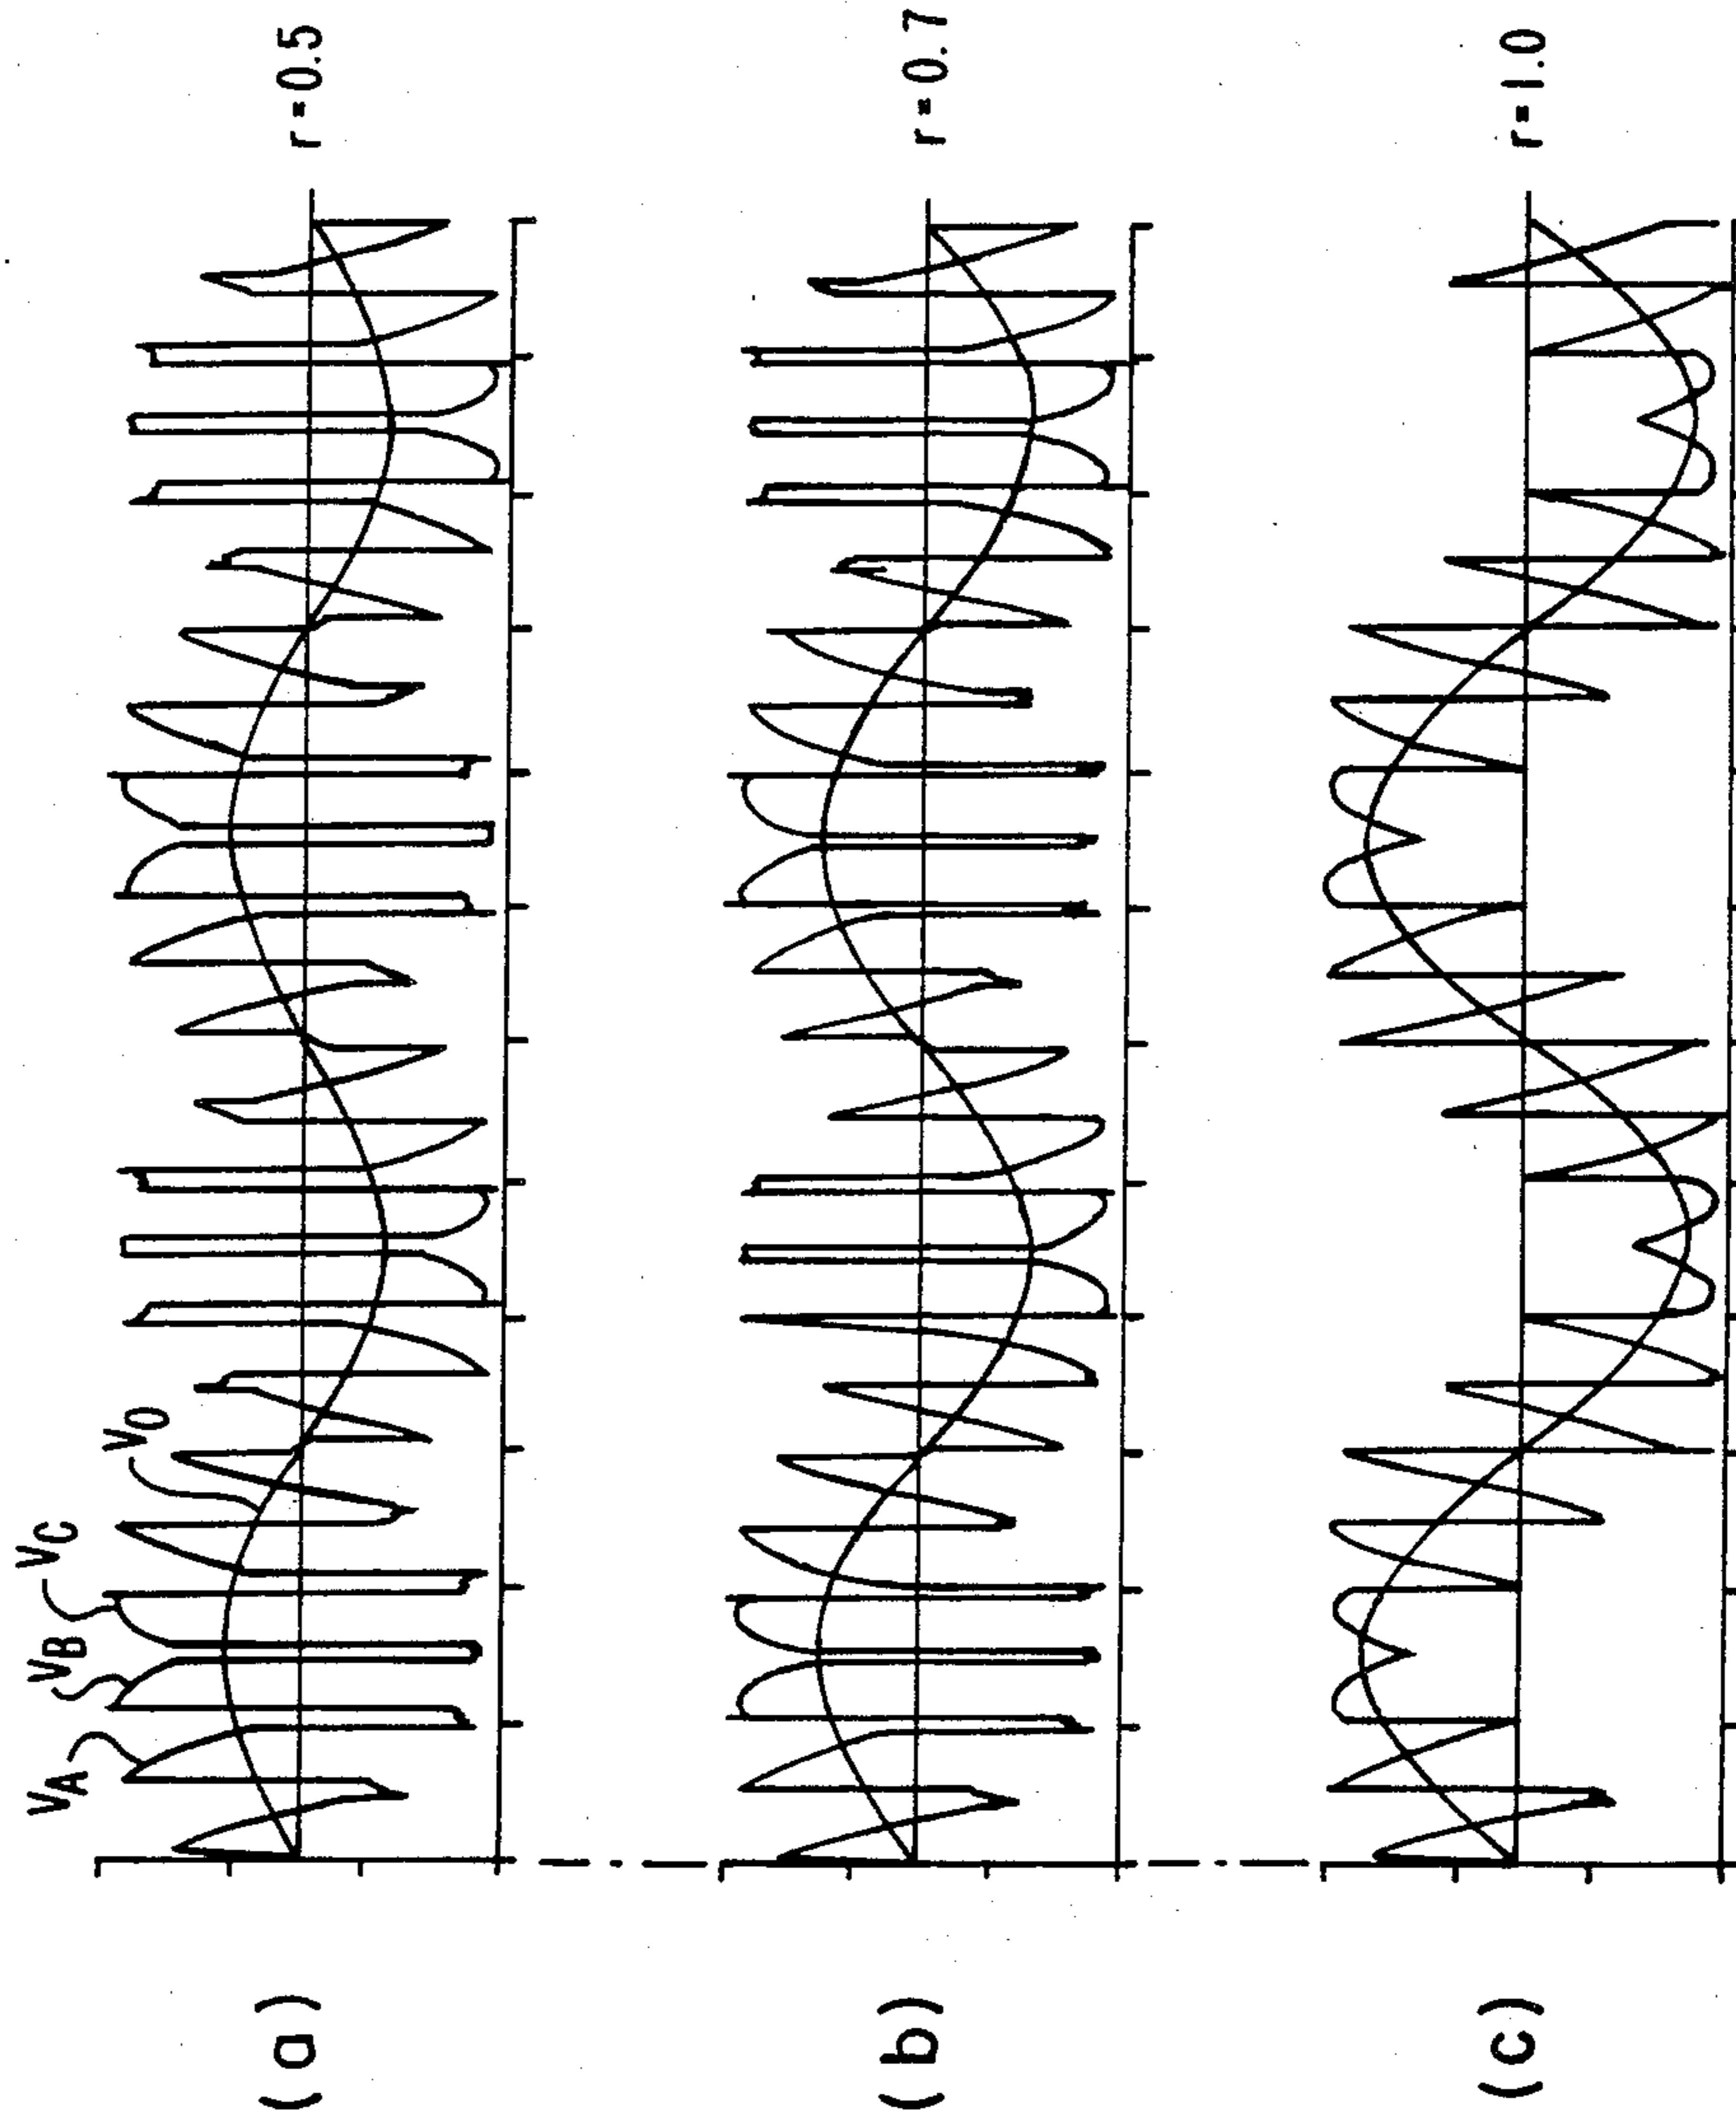 (a)
VA
VB
VC
VO
r = 0.5
(b)
r = 0.7
(c)
r = 1.0